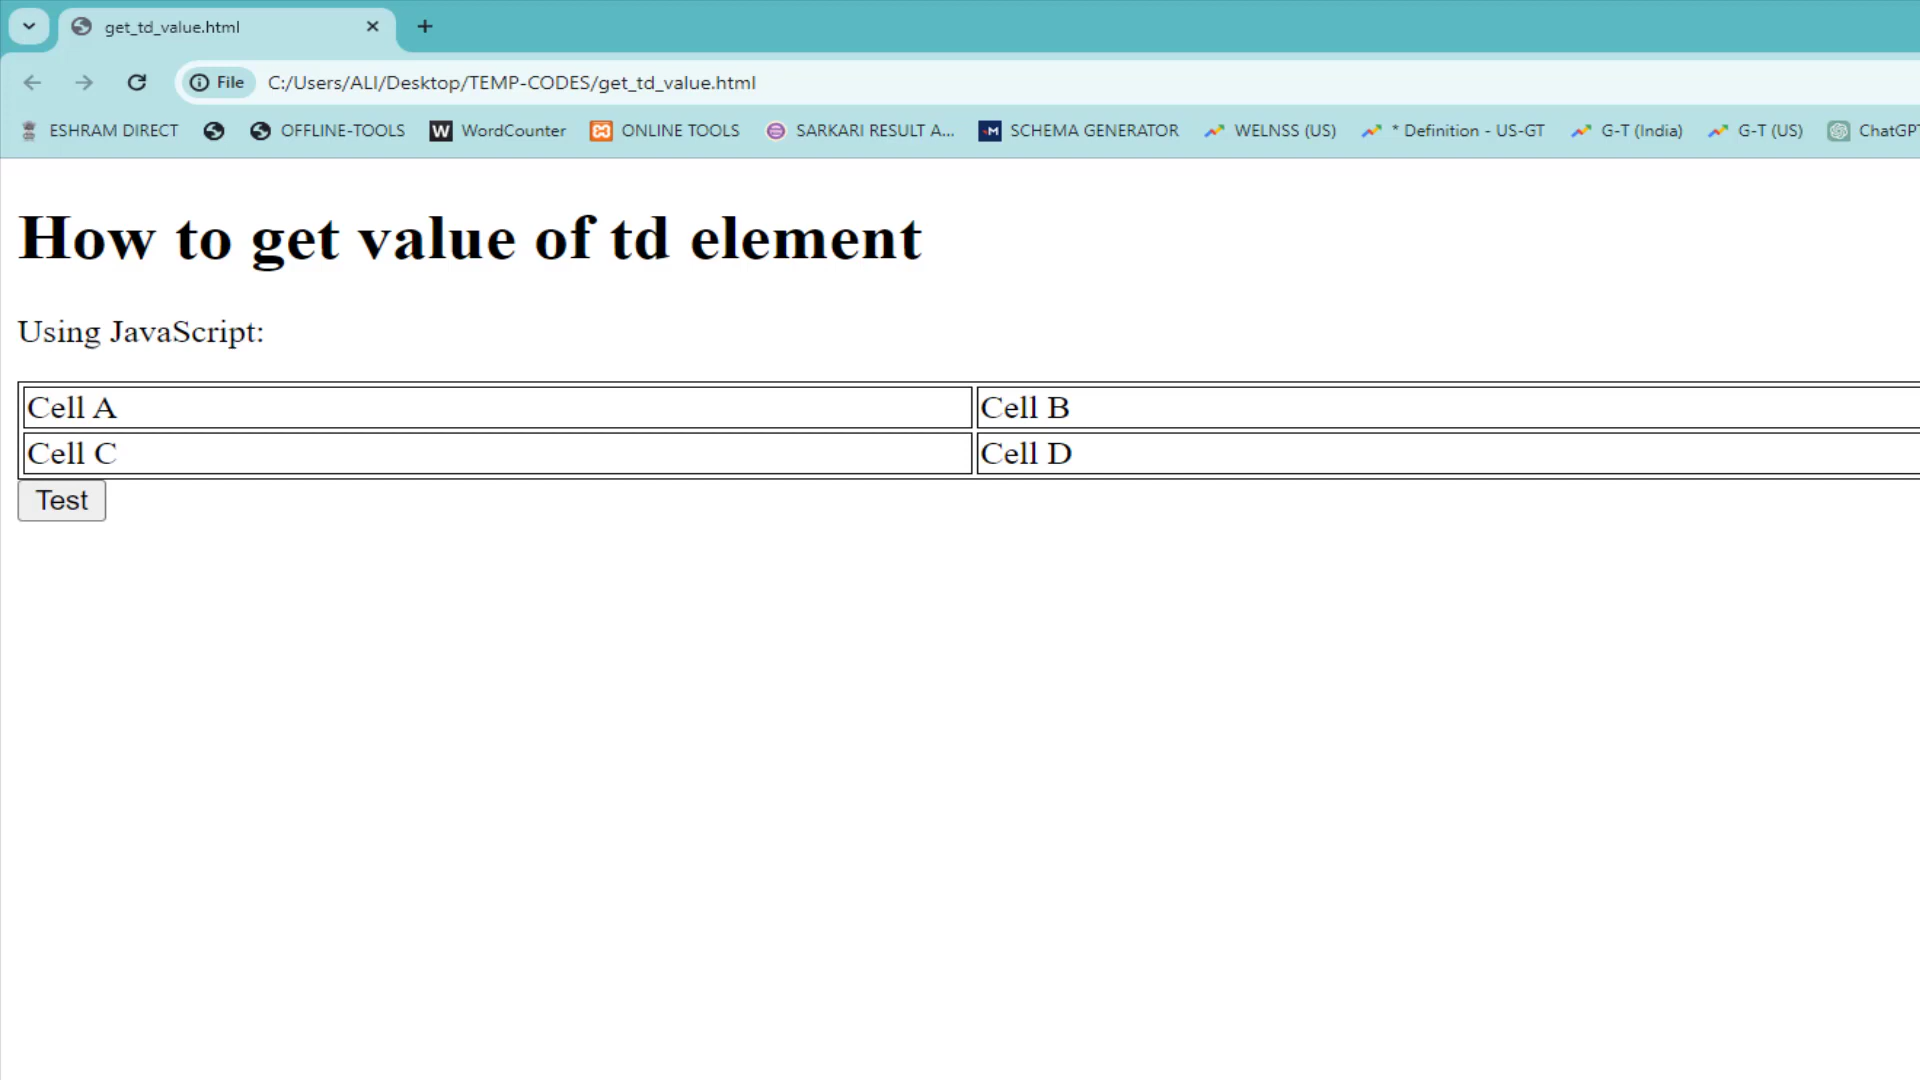 get_td_value.html
File C:/Users/ALI/Desktop/TEMP-CODES/get_td_value.html
ESHRAM DIRECT OFFLINE-TOOLS W WordCounter ONLINE TOOLS SARKARI RESULT A... M SCHEMA GENERATOR WELNSS (US) * Definition - US-GT G-T (India) G-T (US) ChatGPT
How to get value of td element
Using JavaScript:
Cell A Cell B
Cell C Cell D
Test